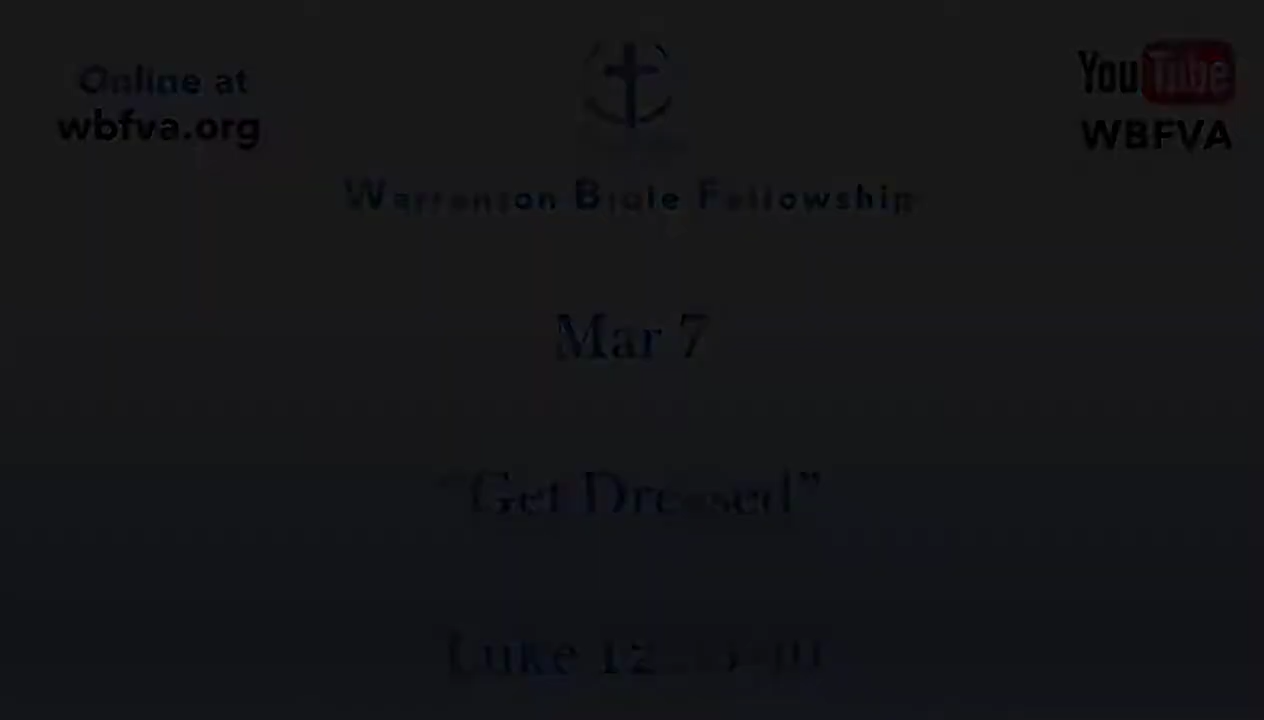 Online at
wbfva.org
YouTube
WBFVA
Warrenton Bible Fellowship
Mar 7
“Get Dressed”
Luke 12